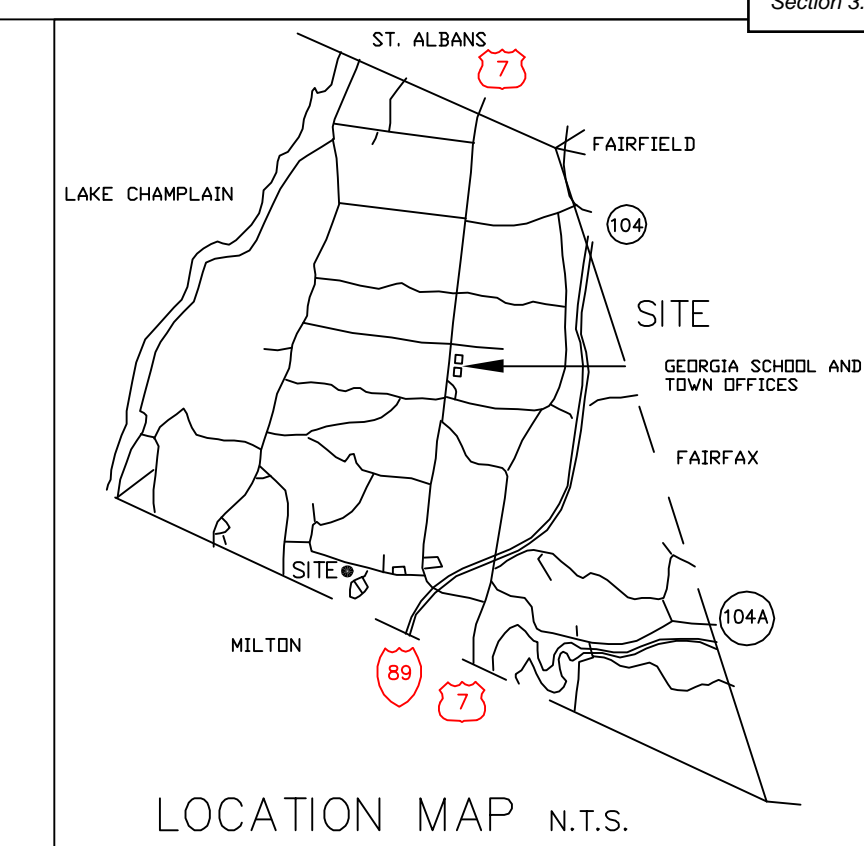 Section 3.
ST. ALBANS
7
FAIRFIELD
LAKE CHAMPLAIN
104
SITE
GEORGIA SCHOOL AND
TOWN OFFICES
FAIRFAX
SITE
104A
MILTON
89
7
LOCATION MAP N.T.S.